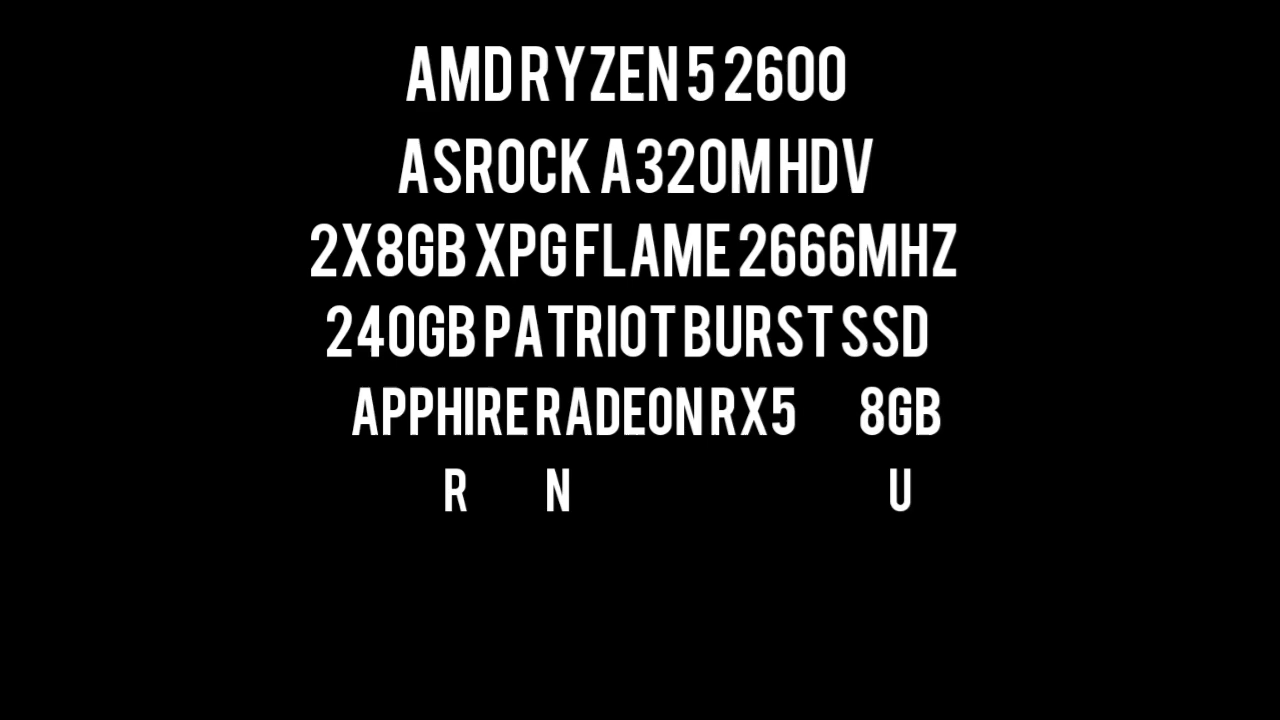 AMD RYZEN 5 2600
ASROCK A320M HDV
2X8GB XPG FLAME 2666MHZ
240GB PATRIOT BURST SSD
APPHIRE RADEON RX5 8GB
R N U